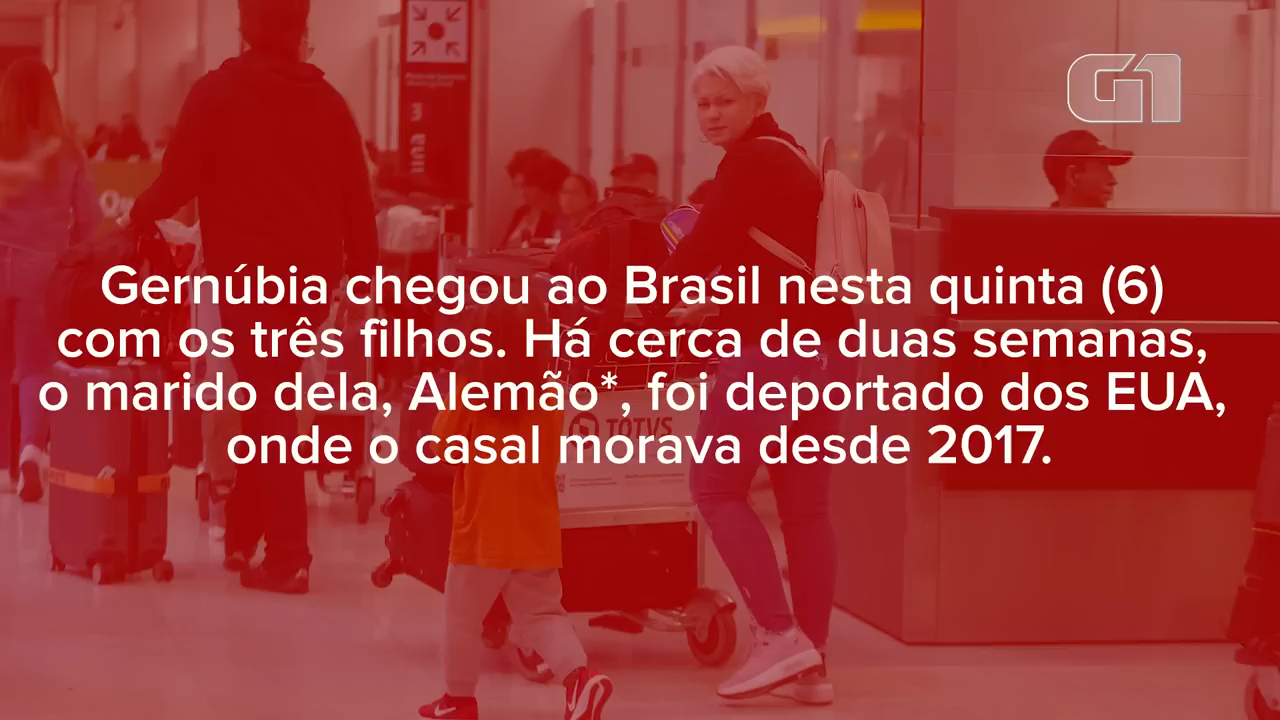 G1
Gernúbia chegou ao Brasil nesta quinta (6)
com os três filhos. Há cerca de duas semanas,
o marido dela, Alemão*, foi deportado dos EUA,
onde o casal morava desde 2017.
TOTVS